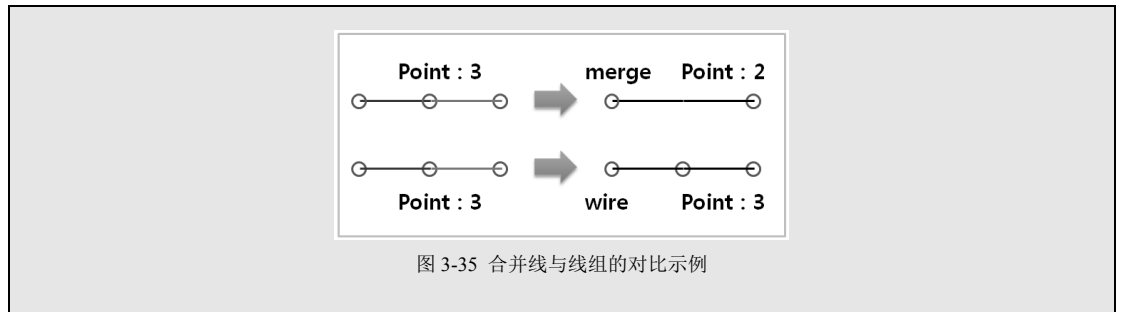 Point : 3 merge Point : 2
Point : 3 wire Point : 3
图 3-35 合并线与线组的对比示例